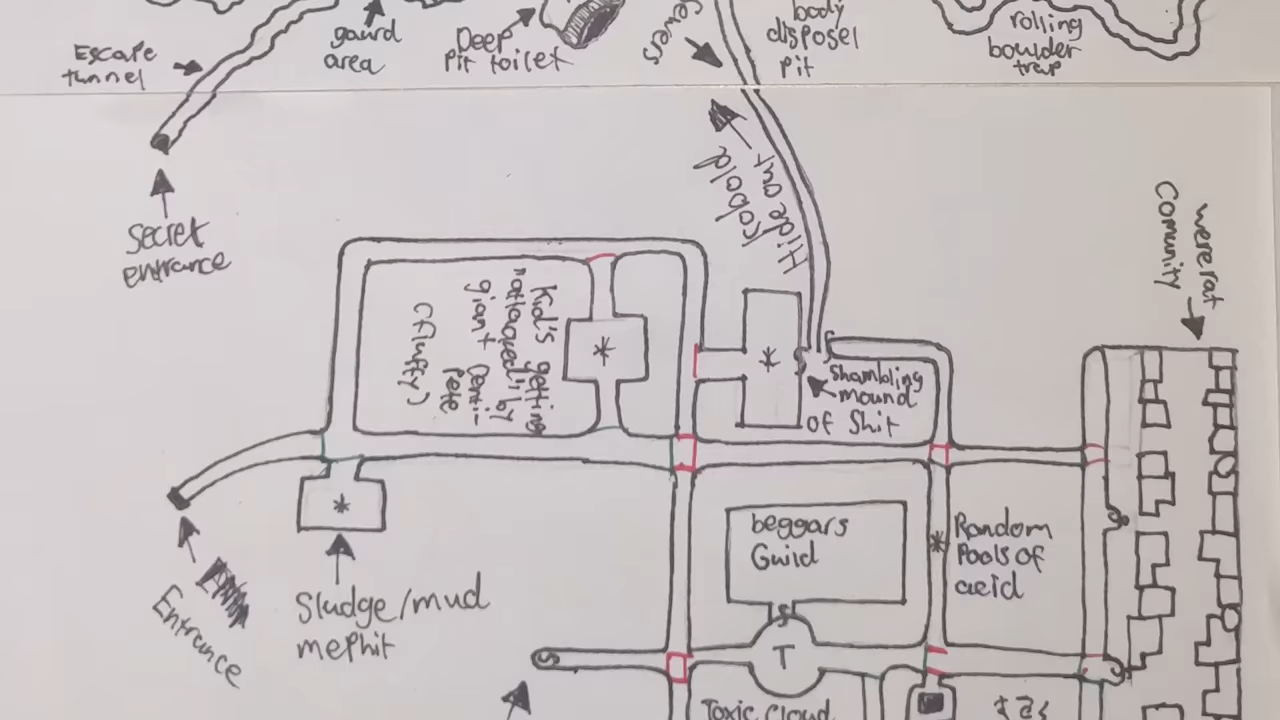 Escape
tunnel
gaurd
area
Deep
Pit toilet
Sewers
body
disposel
Pit
rolling
boulder
trap
Secret
entrance
Kobold
Hide out
wererat
Comunity
Kid's getting
"attacked" by
giant Centi-
Pete
(fluffy)
*
*
Shambling
mound
of Shit
*
Entrance
Sludge/mud
mephit
beggars
Guild
*
Random
Pools of
acid
S
S
T
Toxic Cloud